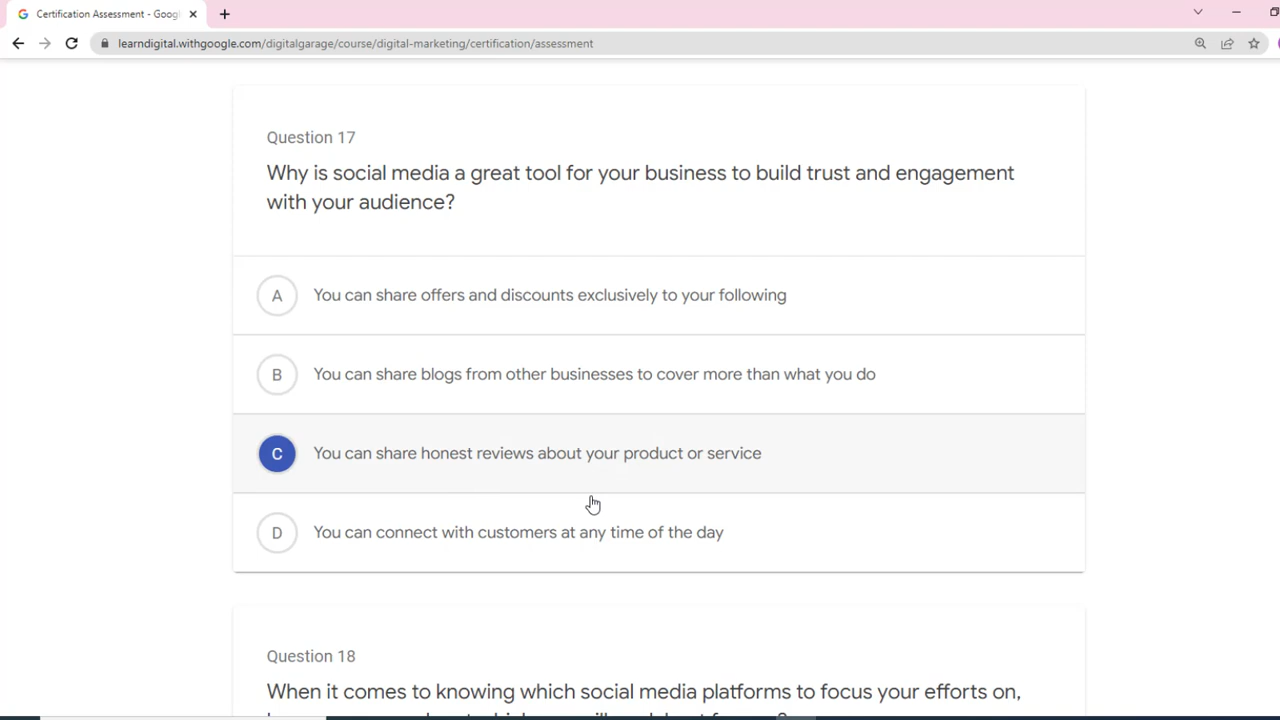 Certification Assessment - Goog
learndigital.withgoogle.com/digitalgarage/course/digital-marketing/certification/assessment
Question 17
Why is social media a great tool for your business to build trust and engagement
with your audience?
A You can share offers and discounts exclusively to your following
B You can share blogs from other businesses to cover more than what you do
C You can share honest reviews about your product or service
D You can connect with customers at any time of the day
Question 18
When it comes to knowing which social media platforms to focus your efforts on,